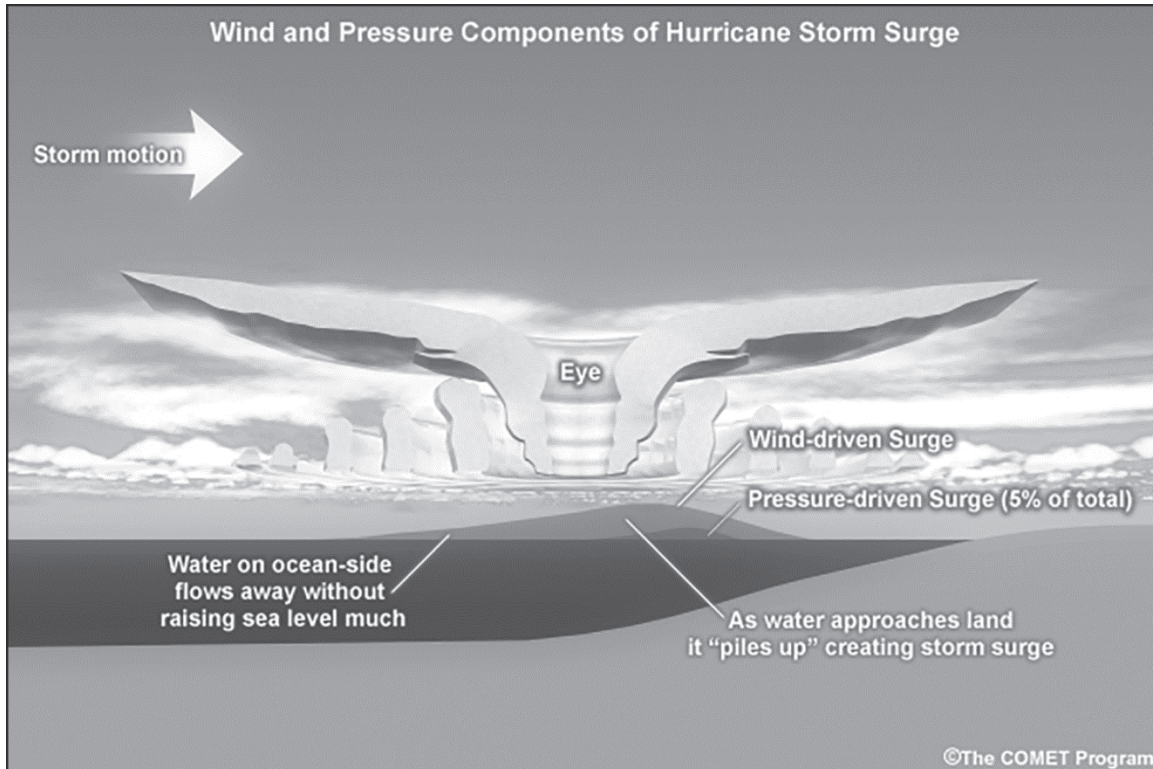 Wind and Pressure Components of Hurricane Storm Surge
Storm motion
Eye
Wind-driven Surge
Pressure-driven Surge (5% of total)
Water on ocean-side
flows away without
raising sea level much
As water approaches land
it “piles up” creating storm surge
©The COMET Program